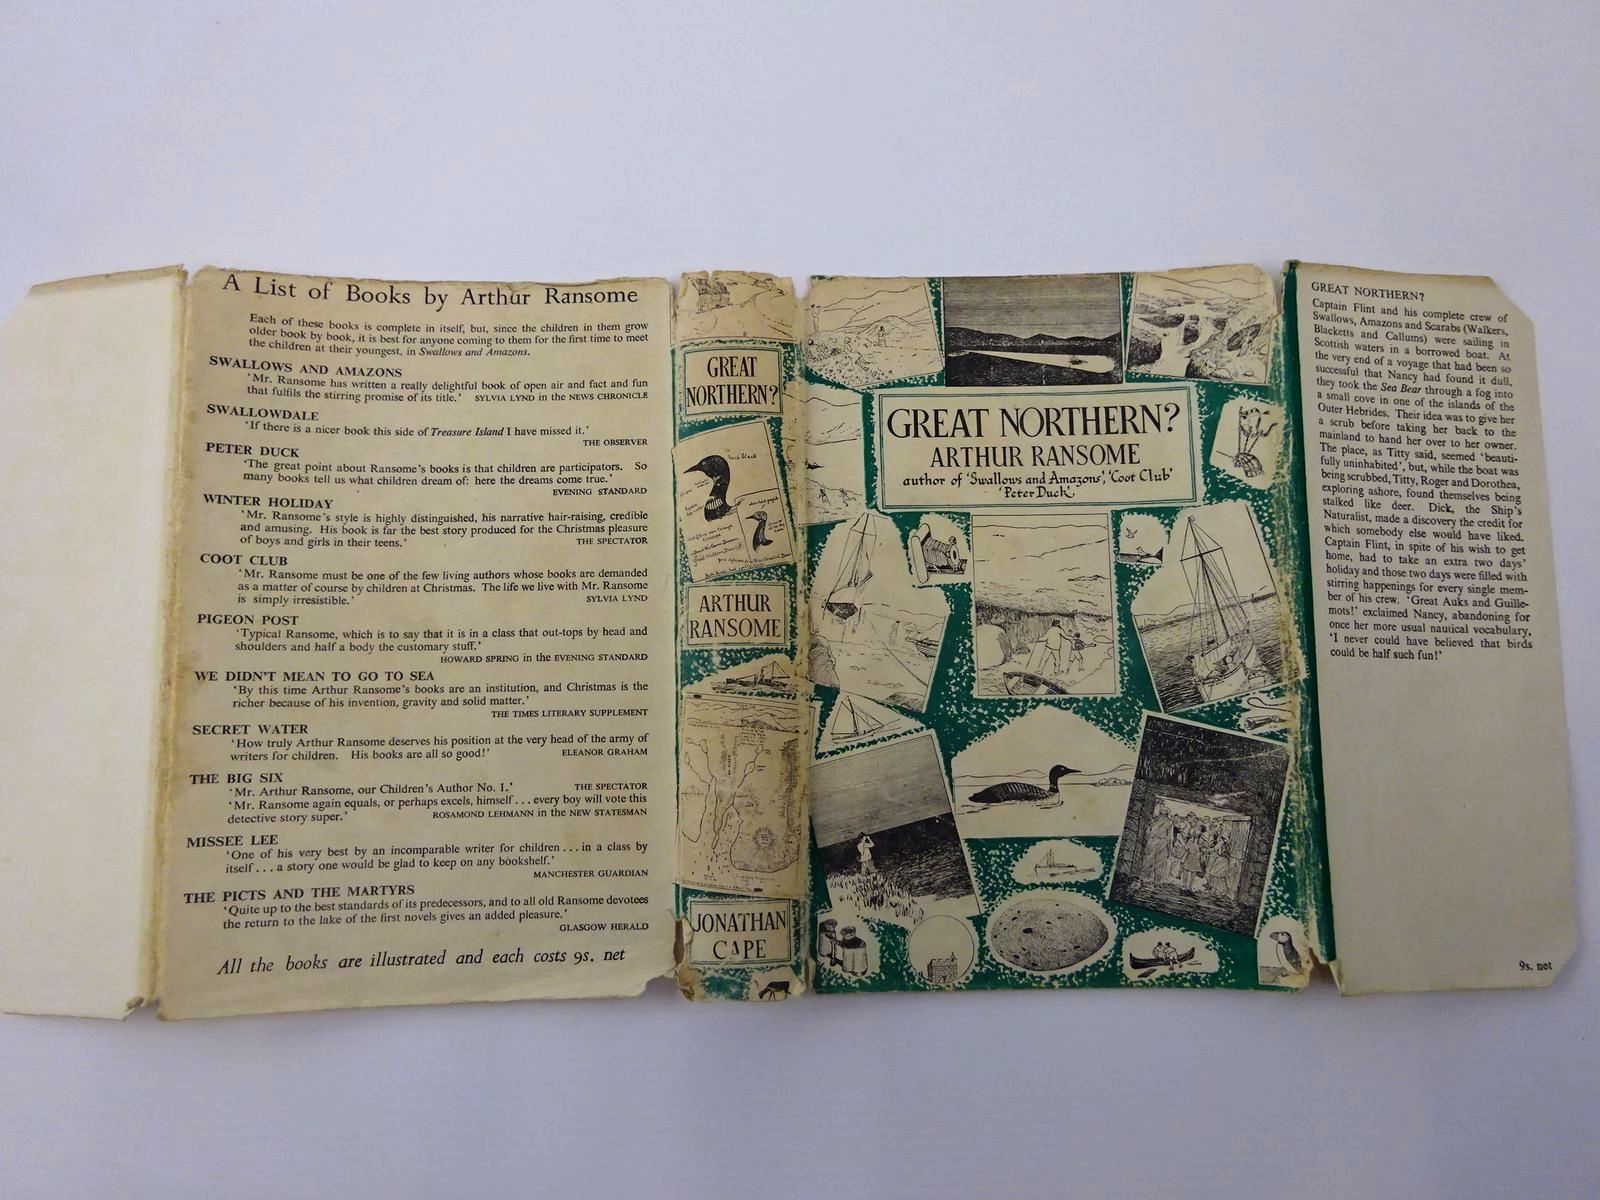 A List of Books by Arthur Ransome
Each of these books is complete in itself, but, since the children in them grow
older book by book, it is best for anyone coming to them for the first time to meet
the children at their youngest, in Swallows and Amazons.
SWALLOWS AND AMAZONS
'Mr. Ransome has written a really delightful book of open air and fact and fun
that fulfils the stirring promise of its title.' SYLVIA LYND in the NEWS CHRONICLE
SWALLOWDALE
'If there is a nicer book this side of Treasure Island I have missed it.'
THE OBSERVER
PETER DUCK
'The great point about Ransome's books is that children are participators. So
many books tell us what children dream of: here the dreams come true.'
EVENING STANDARD
WINTER HOLIDAY
'Mr. Ransome's style is highly distinguished, his narrative hair-raising, credible
and amusing. His book is far the best story produced for the Christmas pleasure
of boys and girls in their teens.' THE SPECTATOR
COOT CLUB
'Mr. Ransome must be one of the few living authors whose books are demanded
as a matter of course by children at Christmas. The life we live with Mr. Ransome
is simply irresistible.' SYLVIA LYND
PIGEON POST
'Typical Ransome, which is to say that it is in a class that out-tops by head and
shoulders and half a body the customary stuff.'
HOWARD SPRING in the EVENING STANDARD
WE DIDN'T MEAN TO GO TO SEA
'By this time Arthur Ransome's books are an institution, and Christmas is the
richer because of his invention, gravity and solid matter.'
THE TIMES LITERARY SUPPLEMENT
SECRET WATER
'How truly Arthur Ransome deserves his position at the very head of the army of
writers for children. His books are all so good!' ELEANOR GRAHAM
THE BIG SIX
'Mr. Arthur Ransome, our Children's Author No. 1.' THE SPECTATOR
'Mr. Ransome again equals, or perhaps excels, himself . . . every boy will vote this
detective story super.' ROSAMOND LEHMANN in the NEW STATESMAN
MISSEE LEE
'One of his very best by an incomparable writer for children . . . in a class by
itself . . . a story one would be glad to keep on any bookshelf.'
MANCHESTER GUARDIAN
THE PICTS AND THE MARTYRS
'Quite up to the best standards of its predecessors, and to all old Ransome devotees
the return to the lake of the first novels gives an added pleasure.'
GLASGOW HERALD
All the books are illustrated and each costs 9s. net
GREAT
NORTHERN?
ARTHUR
RANSOME
JONATHAN
CAPE
GREAT NORTHERN?
ARTHUR RANSOME
author of 'Swallows and Amazons', 'Coot Club'
'Peter Duck'
GREAT NORTHERN?
Captain Flint and his complete crew of
Swallows, Amazons and Scarabs (Walkers,
Blacketts and Callums) were sailing in
Scottish waters in a borrowed boat. At
the very end of a voyage that had been so
successful that Nancy had found it dull,
they took the Sea Bear through a fog into
a small cove in one of the islands of the
Outer Hebrides. Their idea was to give her
a scrub before taking her back to the
mainland to hand her over to her owner.
The place, as Titty said, seemed 'beauti-
fully uninhabited', but, while the boat was
being scrubbed, Titty, Roger and Dorothea,
exploring ashore, found themselves being
stalked like deer. Dick, the Ship's
Naturalist, made a discovery the credit for
which somebody else would have liked.
Captain Flint, in spite of his wish to get
home, had to take an extra two days'
holiday and those two days were filled with
stirring happenings for every single mem-
ber of his crew. 'Great Auks and Guille-
mots!' exclaimed Nancy, abandoning for
once her more usual nautical vocabulary,
'I never could have believed that birds
could be half such fun!'
9s. net